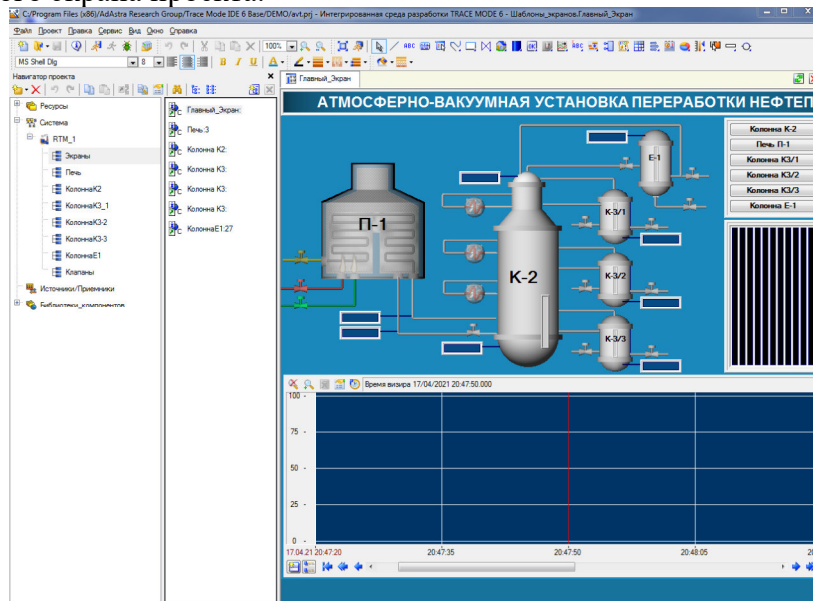 ого экрана проекта.
C:/Program Files (x86)/AdAstra Research Group/Trace Mode IDE 6 Base/DEMO/avt.prj - Интегрированная среда разработки TRACE MODE 6 - Шаблоны_экранов.Главный_Экран
Файл Проект Правка Сервис Вид Окно Справка
100%
MS Shell Dlg 8
Навигатор проекта
Главный_Экран
Ресурсы
Система
RTM_1
Экраны
Печь
КолоннаК2
КолоннаК3_1
КолоннаК3-2
КолоннаК3-3
КолоннаЕ1
Клапаны
Источники/Приемники
Библиотеки_компонентов
Главный_Экран:
Печь:3
Колонна К2:
Колонна К3:
Колонна К3:
Колонна К3:
КолоннаЕ1:27
АТМОСФЕРНО-ВАКУУМНАЯ УСТАНОВКА ПЕРЕРАБОТКИ НЕФТЕП
Колонна К-2
Печь П-1
Колонна К3/1
Колонна К3/2
Колонна К3/3
Колонна Е-1
Е-1
П-1
К-3/1
К-2
К-3/2
К-3/3
Время визира 17/04/2021 20:47:50.000
100
75
50
25
0
17.04.21 20:47:20 20:47:35 20:47:50 20:48:05 20